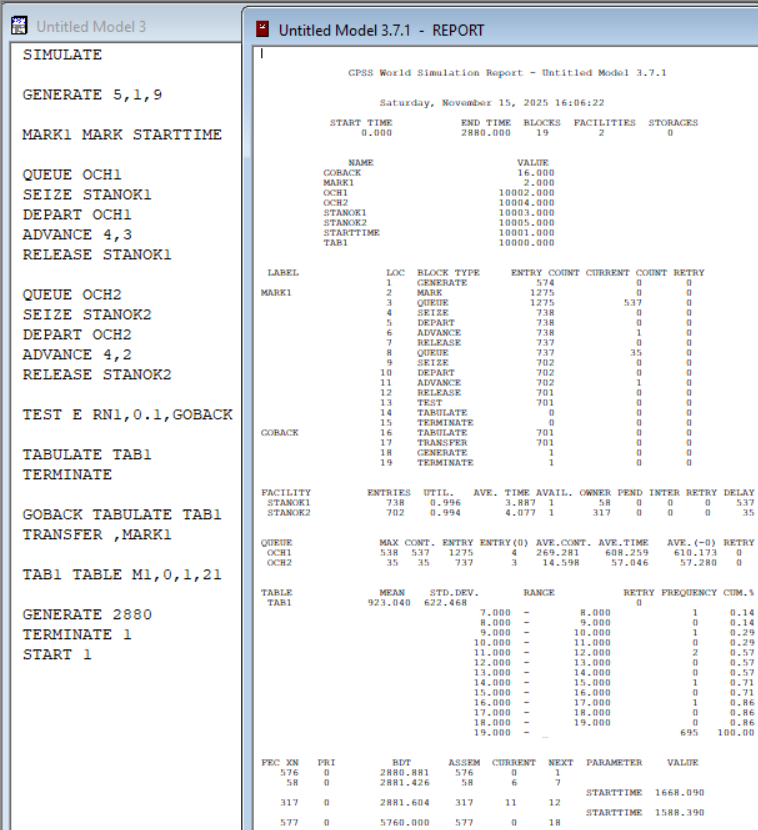 Untitled Model 3
SIMULATE
GENERATE 5,1,9
MARK1 MARK STARTTIME
QUEUE OCH1
SEIZE STANOK1
DEPART OCH1
ADVANCE 4,3
RELEASE STANOK1
QUEUE OCH2
SEIZE STANOK2
DEPART OCH2
ADVANCE 4,2
RELEASE STANOK2
TEST E RN1,0.1,GOBACK
TABULATE TAB1
TERMINATE
GOBACK TABULATE TAB1
TRANSFER ,MARK1
TAB1 TABLE M1,0,1,21
GENERATE 2880
TERMINATE 1
START 1
Untitled Model 3.7.1 - REPORT
GPSS World Simulation Report - Untitled Model 3.7.1
Saturday, November 15, 2025 16:06:22
START TIME END TIME BLOCKS FACILITIES STORAGES
0.000 2880.000 19 2 0
NAME VALUE
GOBACK 16.000
MARK1 2.000
OCH1 10002.000
OCH2 10004.000
STANOK1 10003.000
STANOK2 10005.000
STARTTIME 10001.000
TAB1 10000.000
LABEL LOC BLOCK TYPE ENTRY COUNT CURRENT COUNT RETRY
1 GENERATE 574 0 0
MARK1 2 MARK 1275 0 0
3 QUEUE 1275 537 0
4 SEIZE 738 0 0
5 DEPART 738 0 0
6 ADVANCE 738 1 0
7 RELEASE 737 0 0
8 QUEUE 737 35 0
9 SEIZE 702 0 0
10 DEPART 702 0 0
11 ADVANCE 702 1 0
12 RELEASE 701 0 0
13 TEST 701 0 0
14 TABULATE 0 0 0
15 TERMINATE 0 0 0
GOBACK 16 TABULATE 701 0 0
17 TRANSFER 701 0 0
18 GENERATE 1 0 0
19 TERMINATE 1 0 0
FACILITY ENTRIES UTIL. AVE. TIME AVAIL. OWNER PEND INTER RETRY DELAY
STANOK1 738 0.996 3.887 1 58 0 0 0 537
STANOK2 702 0.994 4.077 1 317 0 0 0 35
QUEUE MAX CONT. ENTRY ENTRY(0) AVE.CONT. AVE.TIME AVE.(-0) RETRY
OCH1 538 537 1275 4 269.281 608.259 610.173 0
OCH2 35 35 737 3 14.598 57.046 57.280 0
TABLE MEAN STD.DEV. RANGE RETRY FREQUENCY CUM.%
TAB1 923.040 622.468 0
7.000 - 8.000 1 0.14
8.000 - 9.000 0 0.14
9.000 - 10.000 1 0.29
10.000 - 11.000 0 0.29
11.000 - 12.000 2 0.57
12.000 - 13.000 0 0.57
13.000 - 14.000 0 0.57
14.000 - 15.000 1 0.71
15.000 - 16.000 0 0.71
16.000 - 17.000 1 0.86
17.000 - 18.000 0 0.86
18.000 - 19.000 0 0.86
19.000 - _ 695 100.00
FEC XN PRI BDT ASSEM CURRENT NEXT PARAMETER VALUE
576 0 2880.881 576 0 1
58 0 2881.426 58 6 7
STARTTIME 1668.090
317 0 2881.604 317 11 12
STARTTIME 1588.390
577 0 5760.000 577 0 18